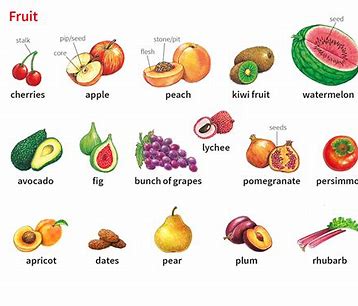 Fruit
seed
stalk
pip/seed
core
stone/pit
flesh
cherries
apple
peach
kiwi fruit
watermelon
lychee
seeds
avocado
fig
bunch of grapes
pomegranate
persimmo
apricot
dates
pear
plum
rhubarb